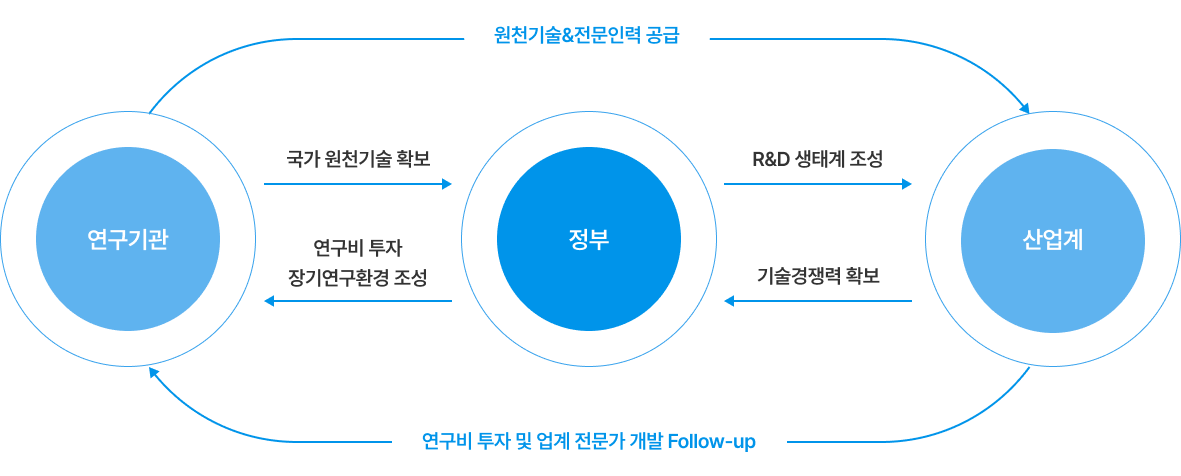 원천기술&전문인력 공급
국가 원천기술 확보
R&D 생태계 조성
연구기관
연구비 투자
장기연구환경 조성
정부
기술경쟁력 확보
산업계
연구비 투자 및 업계 전문가 개발 Follow-up